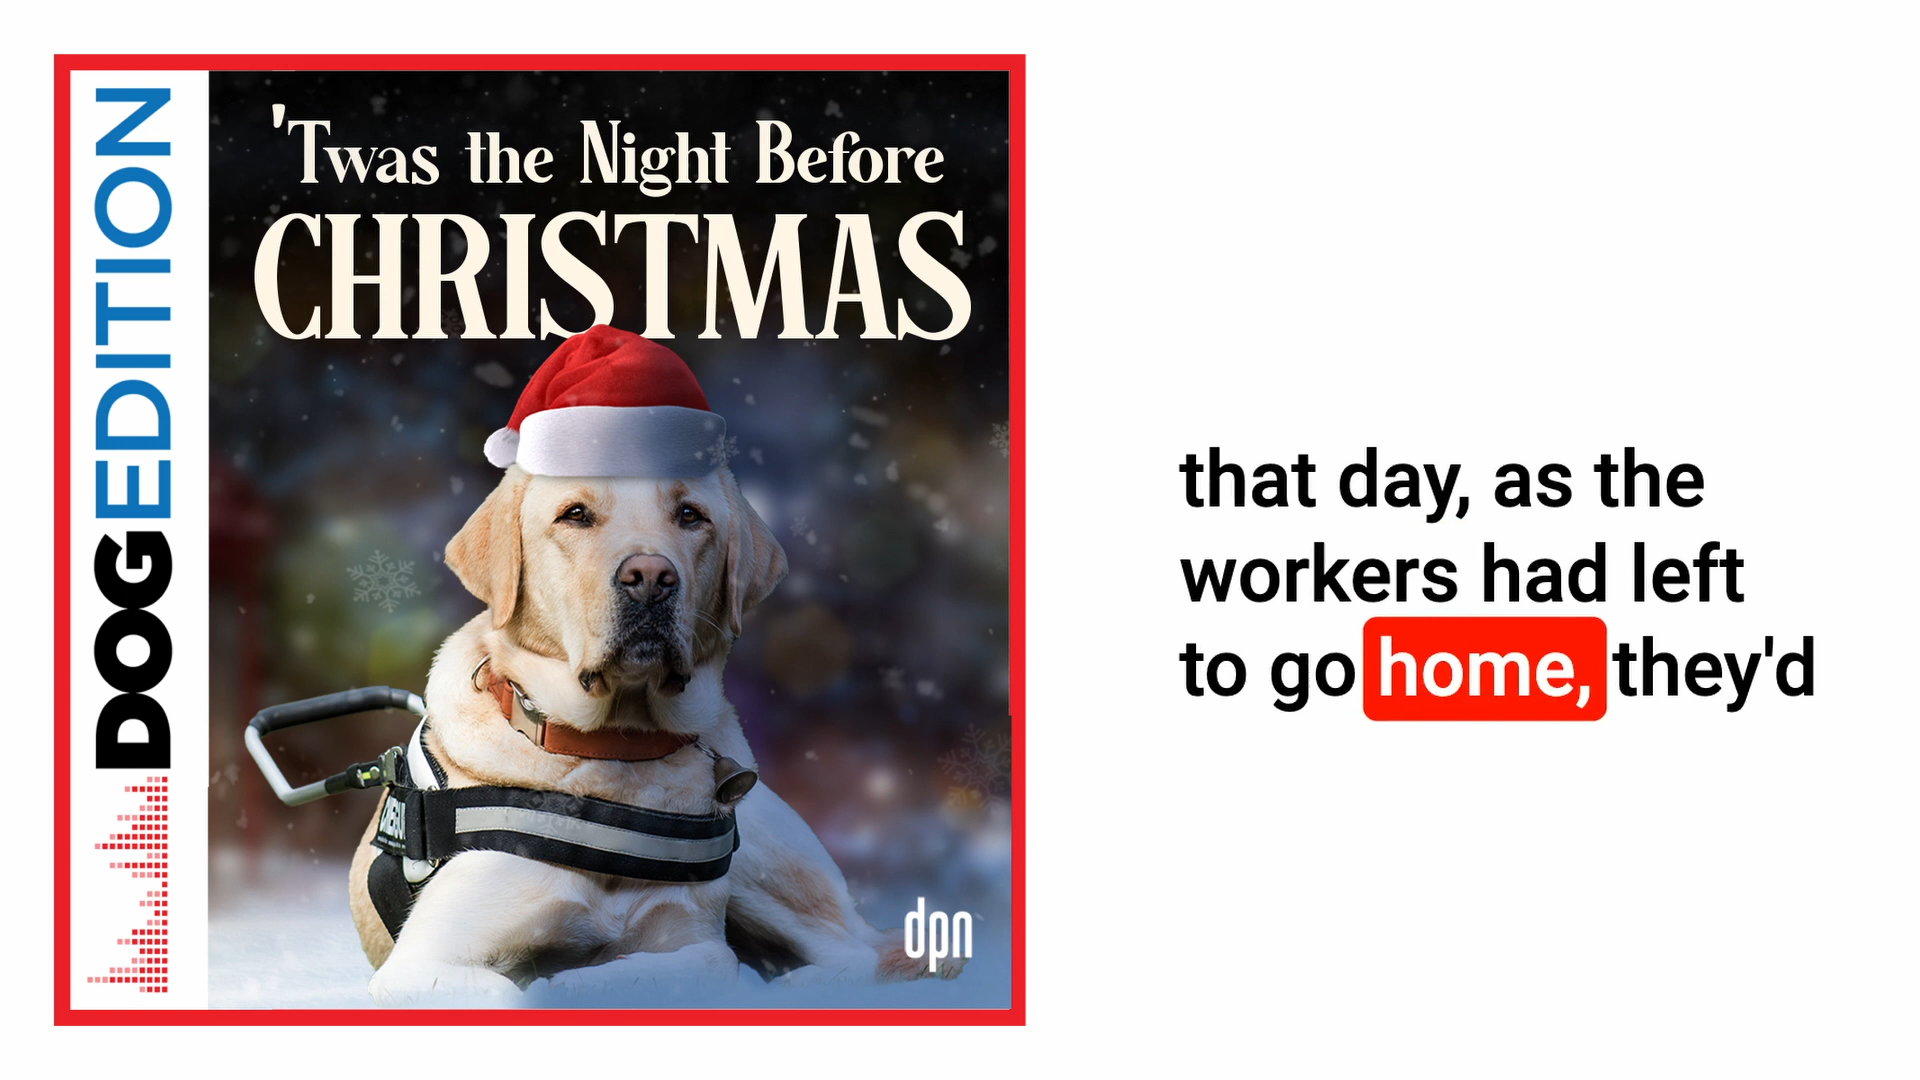 DOGEDITION
'Twas the Night Before
CHRISTMAS
dpn
that day, as the
workers had left
to go home, they'd